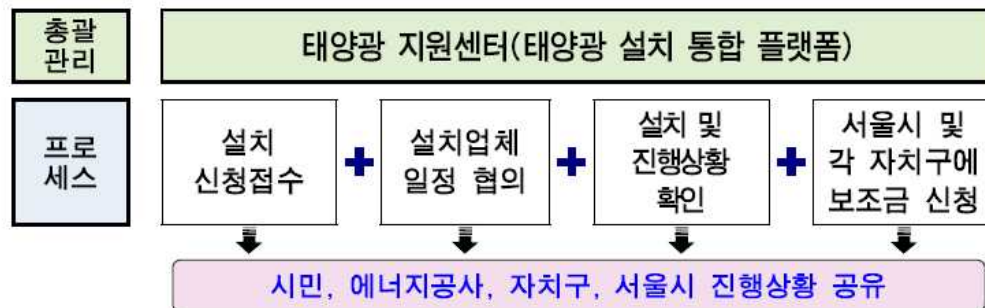 총괄
관리
태양광 지원센터(태양광 설치 통합 플랫폼)
프로
세스
설치
신청접수
설치업체
일정 협의
설치 및
진행상황
확인
서울시 및
각 자치구에
보조금 신청
시민, 에너지공사, 자치구, 서울시 진행상황 공유